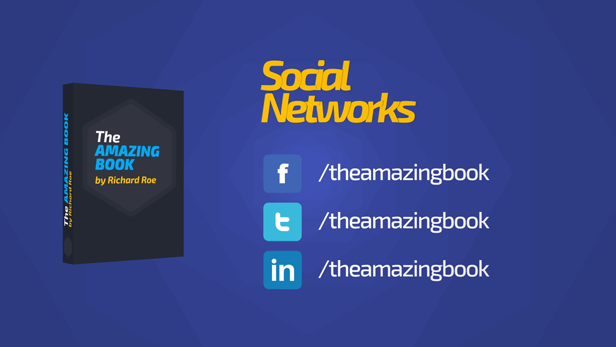 The AMAZING BOOK
by Richard Roe
The
AMAZING
BOOK
by Richard Roe
Social
Networks
f /theamazingbook
t /theamazingbook
in /theamazingbook